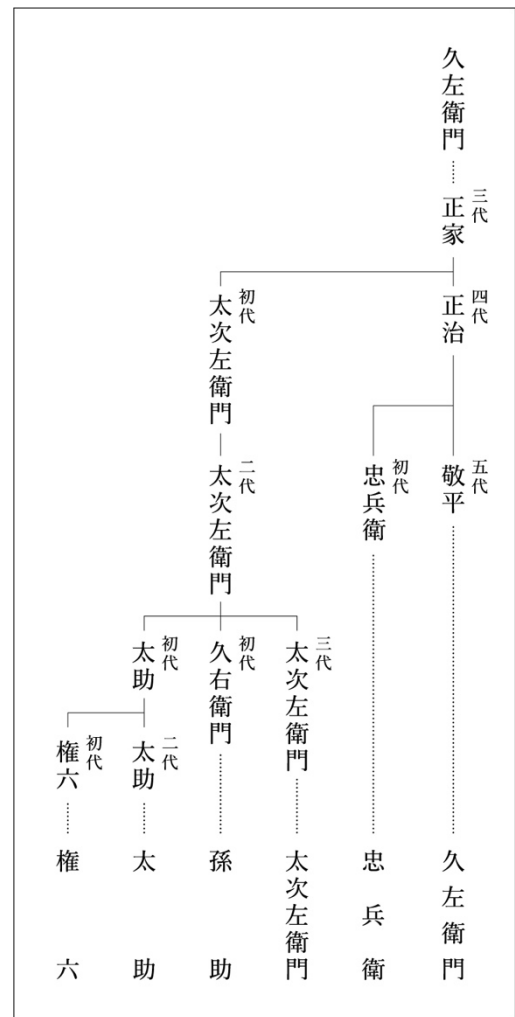 久左衛門
三代
正家
四代
正治
初代
太次左衛門
五代
敬平
初代
忠兵衛
二代
太次左衛門
三代
太次左衛門
初代
久右衛門
初代
太助
二代
太助
初代
権六
久左衛門
忠兵衛
太次左衛門
孫助
太助
権六